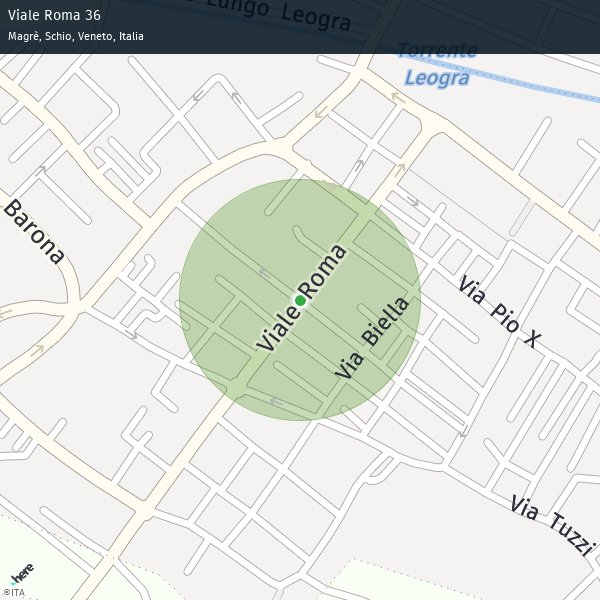 Viale Roma 36
Magrè, Schio, Veneto, Italia
Lungo Leogra
Torrente
Leogra
Barona
Viale Roma
Via Biella
Via Pio X
Via Tuzzi
here
©ITA